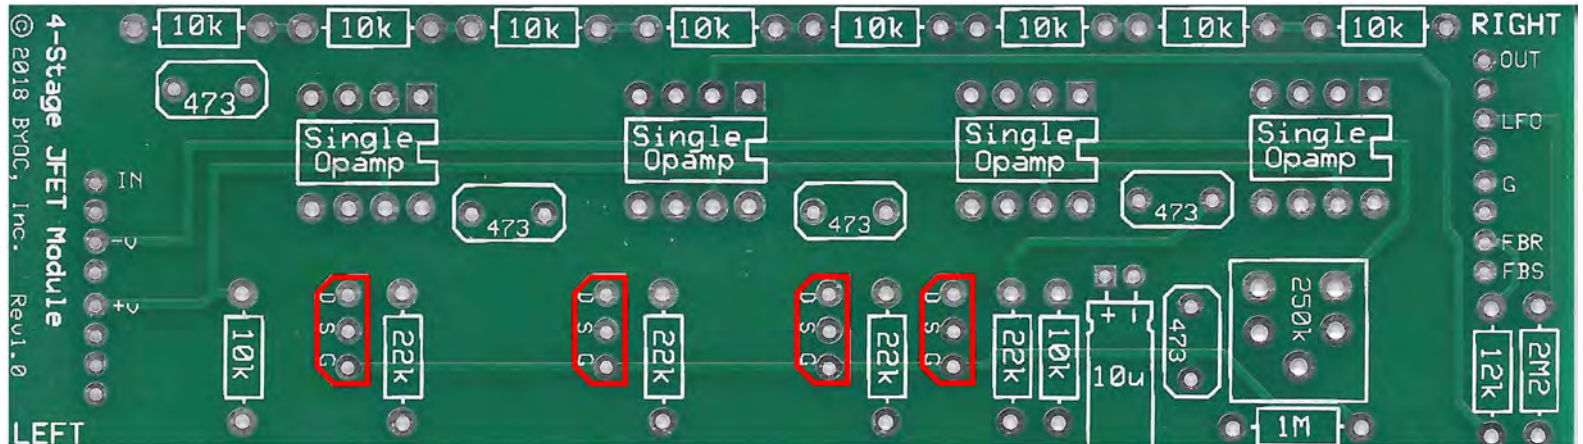 4-Stage JFET Module
© 2018 BYOC, Inc. Rev1.0
10k
10k
10k
10k
10k
10k
10k
RIGHT
OUT
LFO
G
FBR
FBS
473
Single
Opamp
Single
Opamp
Single
Opamp
Single
Opamp
IN
-v
+v
473
473
473
10k
D
S
G
22k
D
S
G
22k
D
S
G
22k
D
S
G
22k
10k
+ -
10u
473
250k
12k
2M2
1M
LEFT